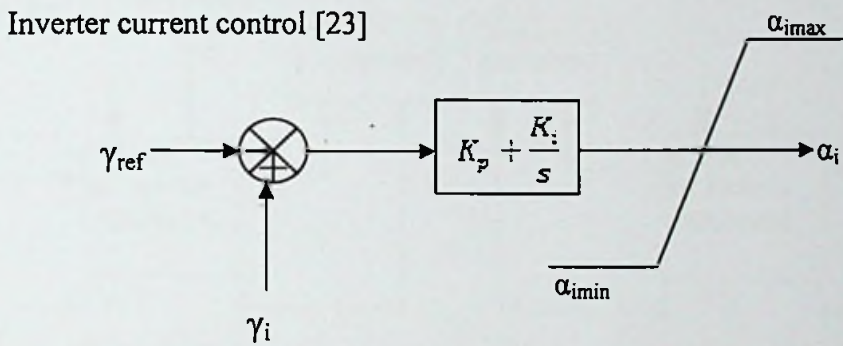 Inverter current control [23]
α_imax
γ_ref
−
+
K_p + K_i/s
α_i
α_imin
γ_i